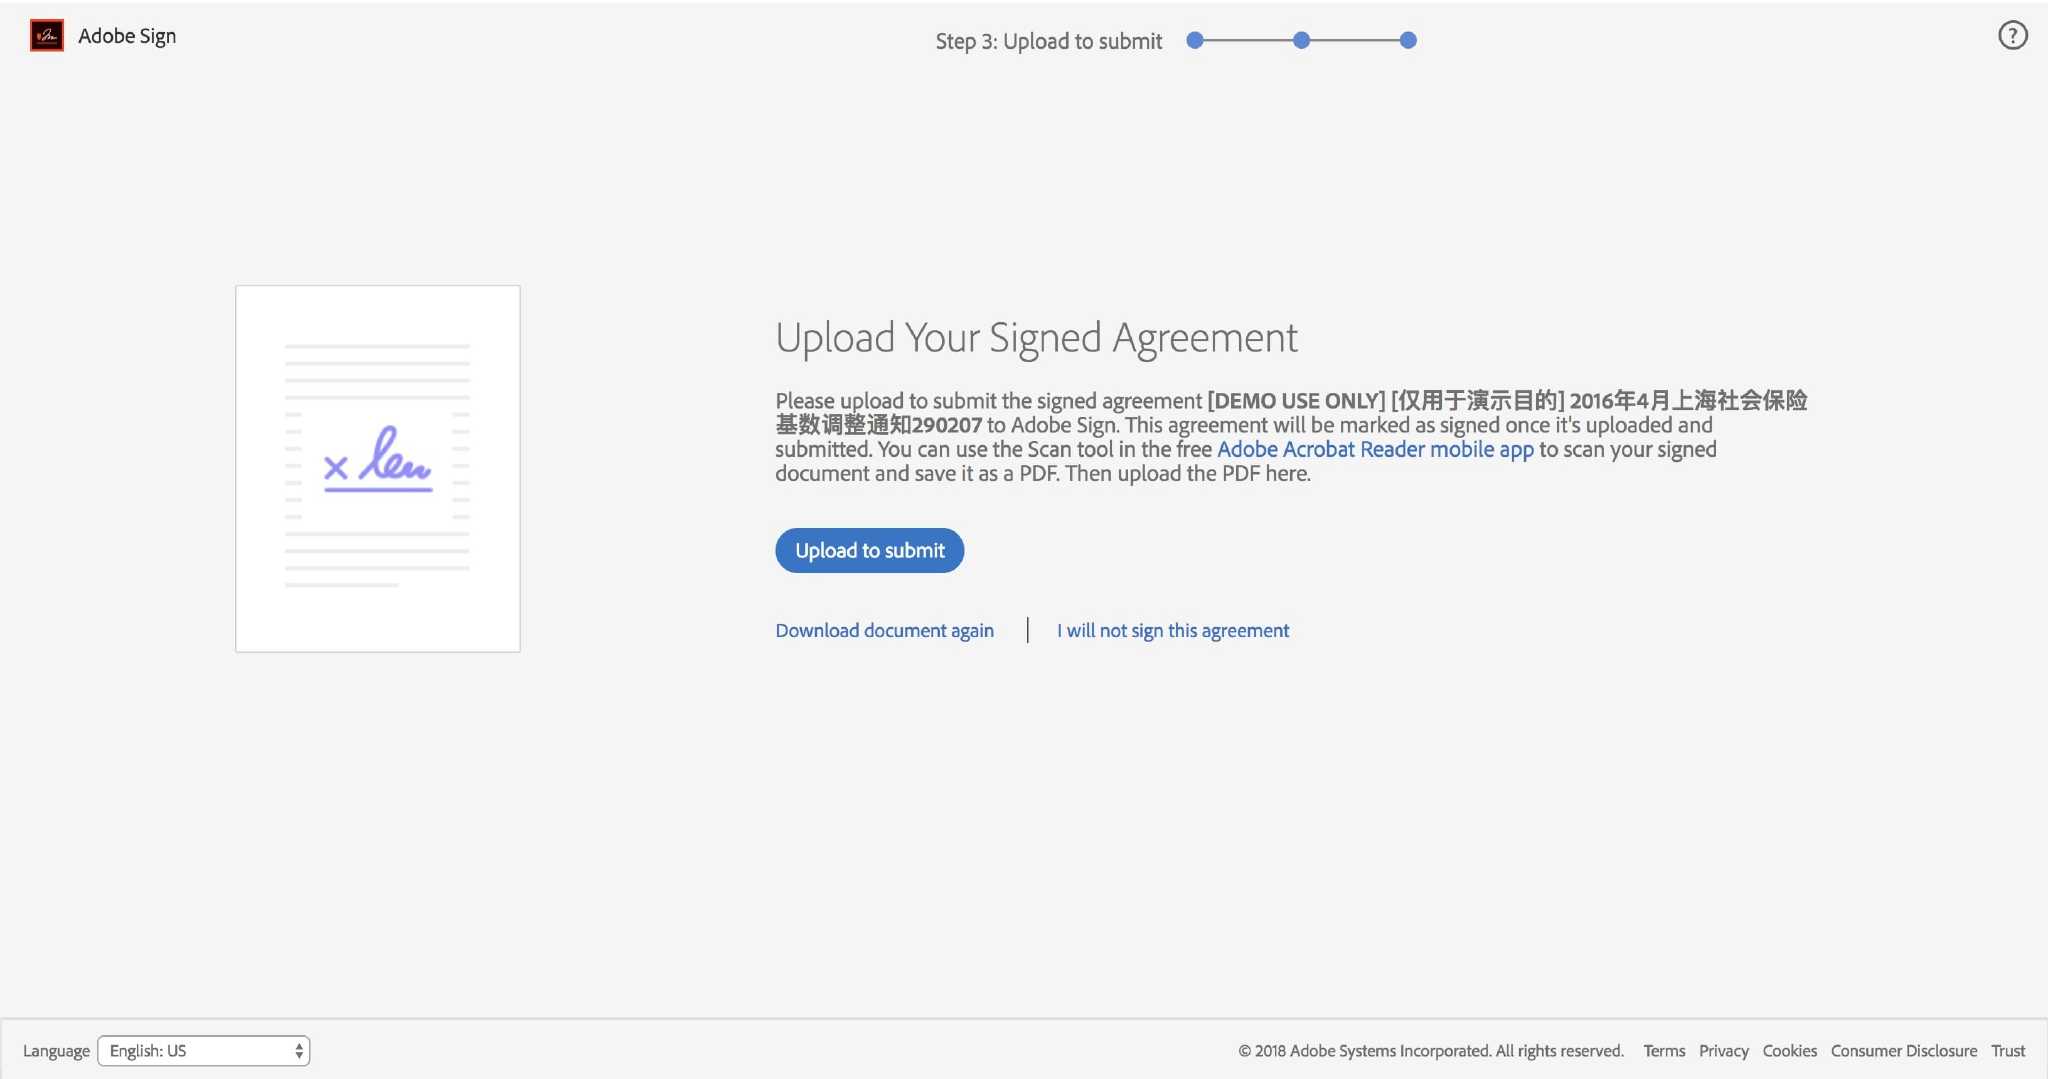 Adobe Sign
Step 3: Upload to submit
?
Upload Your Signed Agreement
Please upload to submit the signed agreement [DEMO USE ONLY] [仅用于演示目的] 2016年4月上海社会保险
基数调整通知290207 to Adobe Sign. This agreement will be marked as signed once it's uploaded and
submitted. You can use the Scan tool in the free Adobe Acrobat Reader mobile app to scan your signed
document and save it as a PDF. Then upload the PDF here.
x len
Upload to submit
Download document again | I will not sign this agreement
Language English: US
© 2018 Adobe Systems Incorporated. All rights reserved. Terms Privacy Cookies Consumer Disclosure Trust